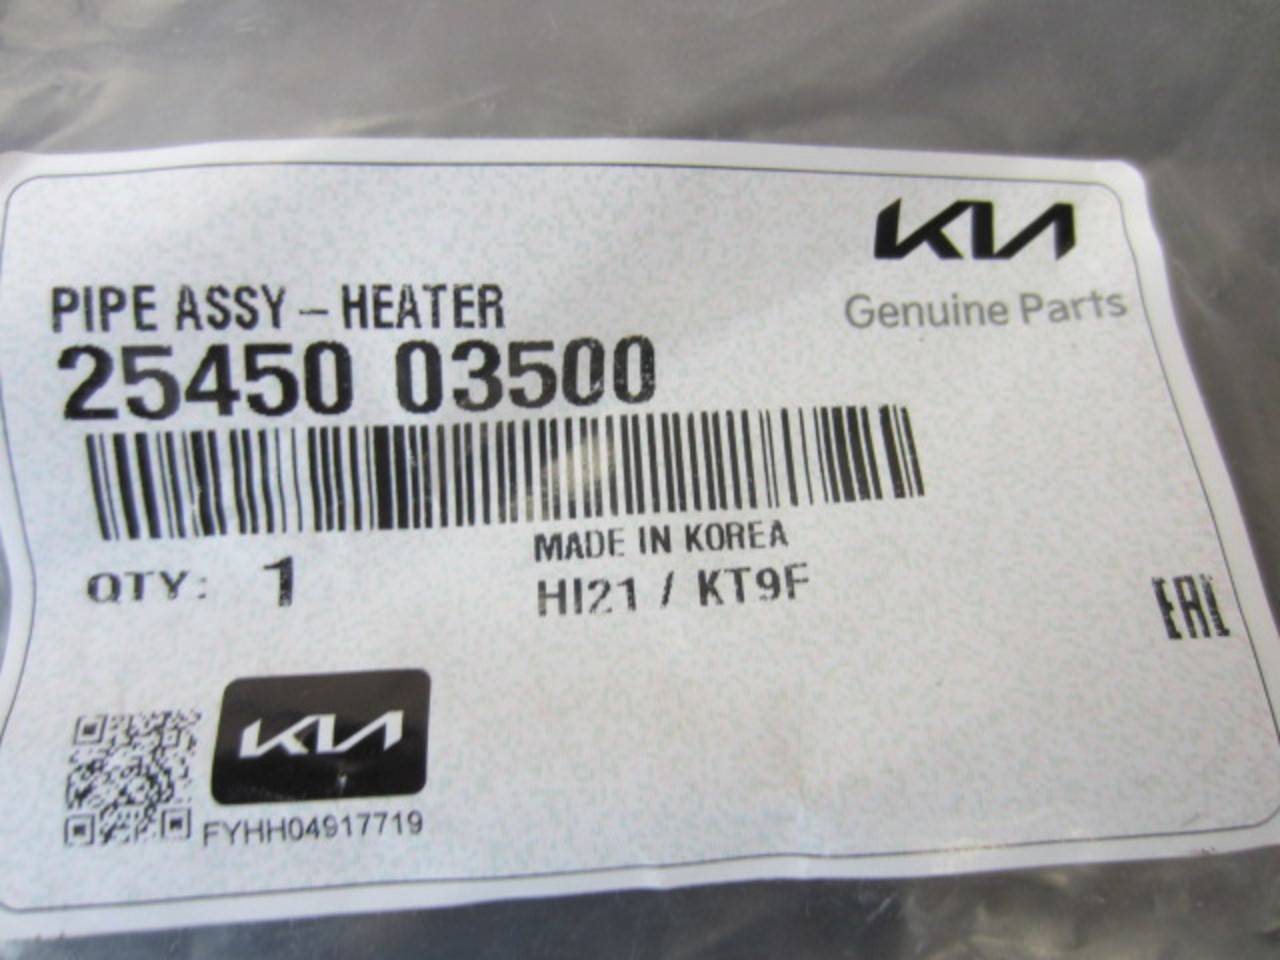 KIA
Genuine Parts
PIPE ASSY - HEATER
25450 03500
MADE IN KOREA
QTY: 1
HI21 / KT9F
EAC
KIA
FYHH04917719